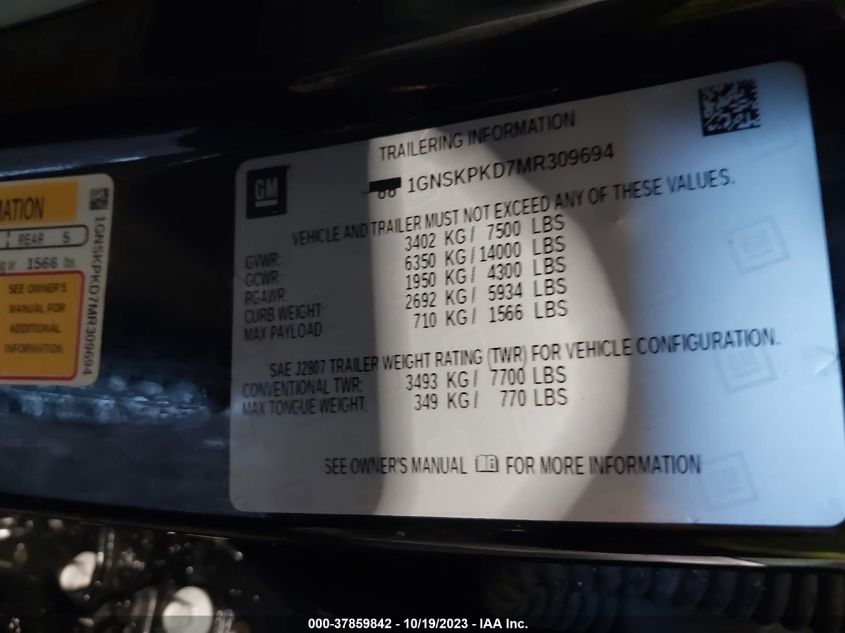 MATION
1 REAR 5
kg or 1566 lbs.
SEE OWNER'S
MANUAL FOR
ADDITIONAL
INFORMATION
1GNSKPKD7MR309694
GM
TRAILERING INFORMATION
1GNSKPKD7MR309694
VEHICLE AND TRAILER MUST NOT EXCEED ANY OF THESE VALUES.
GVWR: 3402 KG/ 7500 LBS
GCWR: 6350 KG/14000 LBS
RGAWR: 1950 KG/ 4300 LBS
CURB WEIGHT: 2692 KG/ 5934 LBS
MAX PAYLOAD 710 KG/ 1566 LBS
SAE J2807 TRAILER WEIGHT RATING (TWR) FOR VEHICLE CONFIGURATION.
CONVENTIONAL TWR: 3493 KG/ 7700 LBS
MAX TONGUE WEIGHT. 349 KG/ 770 LBS
SEE OWNER'S MANUAL FOR MORE INFORMATION
000-37859842 - 10/19/2023 - IAA Inc.